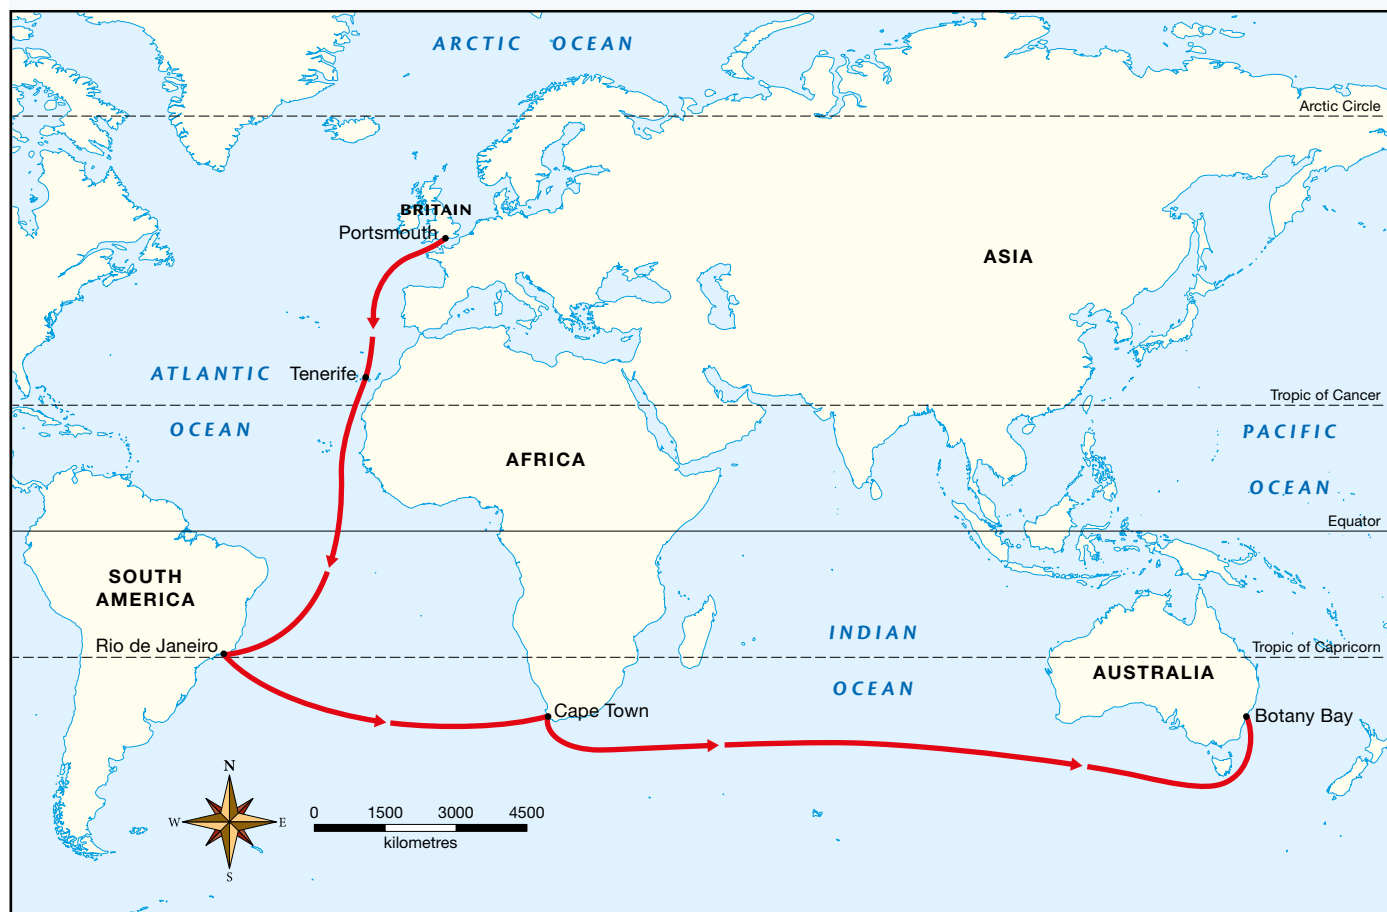 ARCTIC OCEAN
Arctic Circle
BRITAIN
Portsmouth
ASIA
ATLANTIC
OCEAN
Tenerife
Tropic of Cancer
PACIFIC
OCEAN
AFRICA
Equator
SOUTH
AMERICA
INDIAN
OCEAN
Rio de Janeiro
Tropic of Capricorn
AUSTRALIA
Cape Town
Botany Bay
N
W E
S
0 1500 3000 4500
kilometres